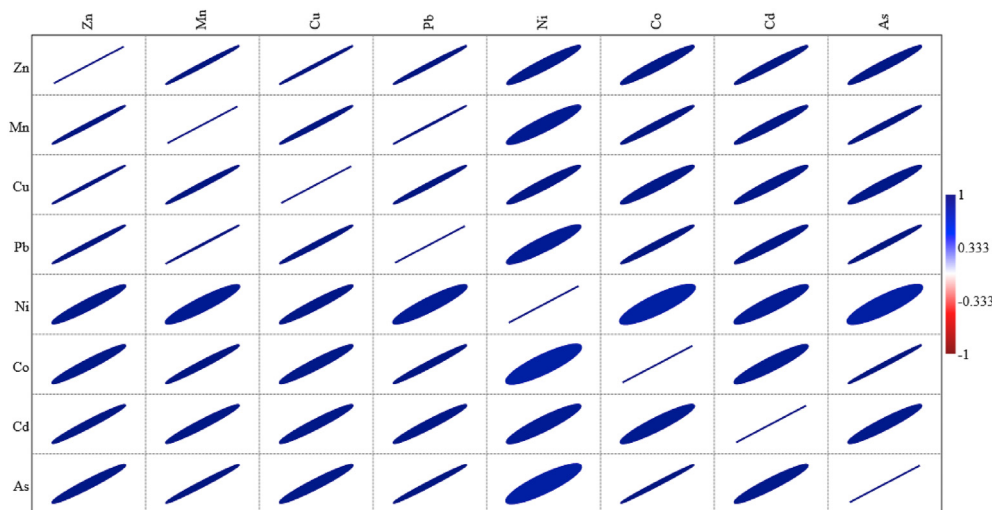 Zn Mn Cu Pb Ni Co Cd As
Zn
Mn
Cu
Pb
Ni
Co
Cd
As
1
0.333
-0.333
-1